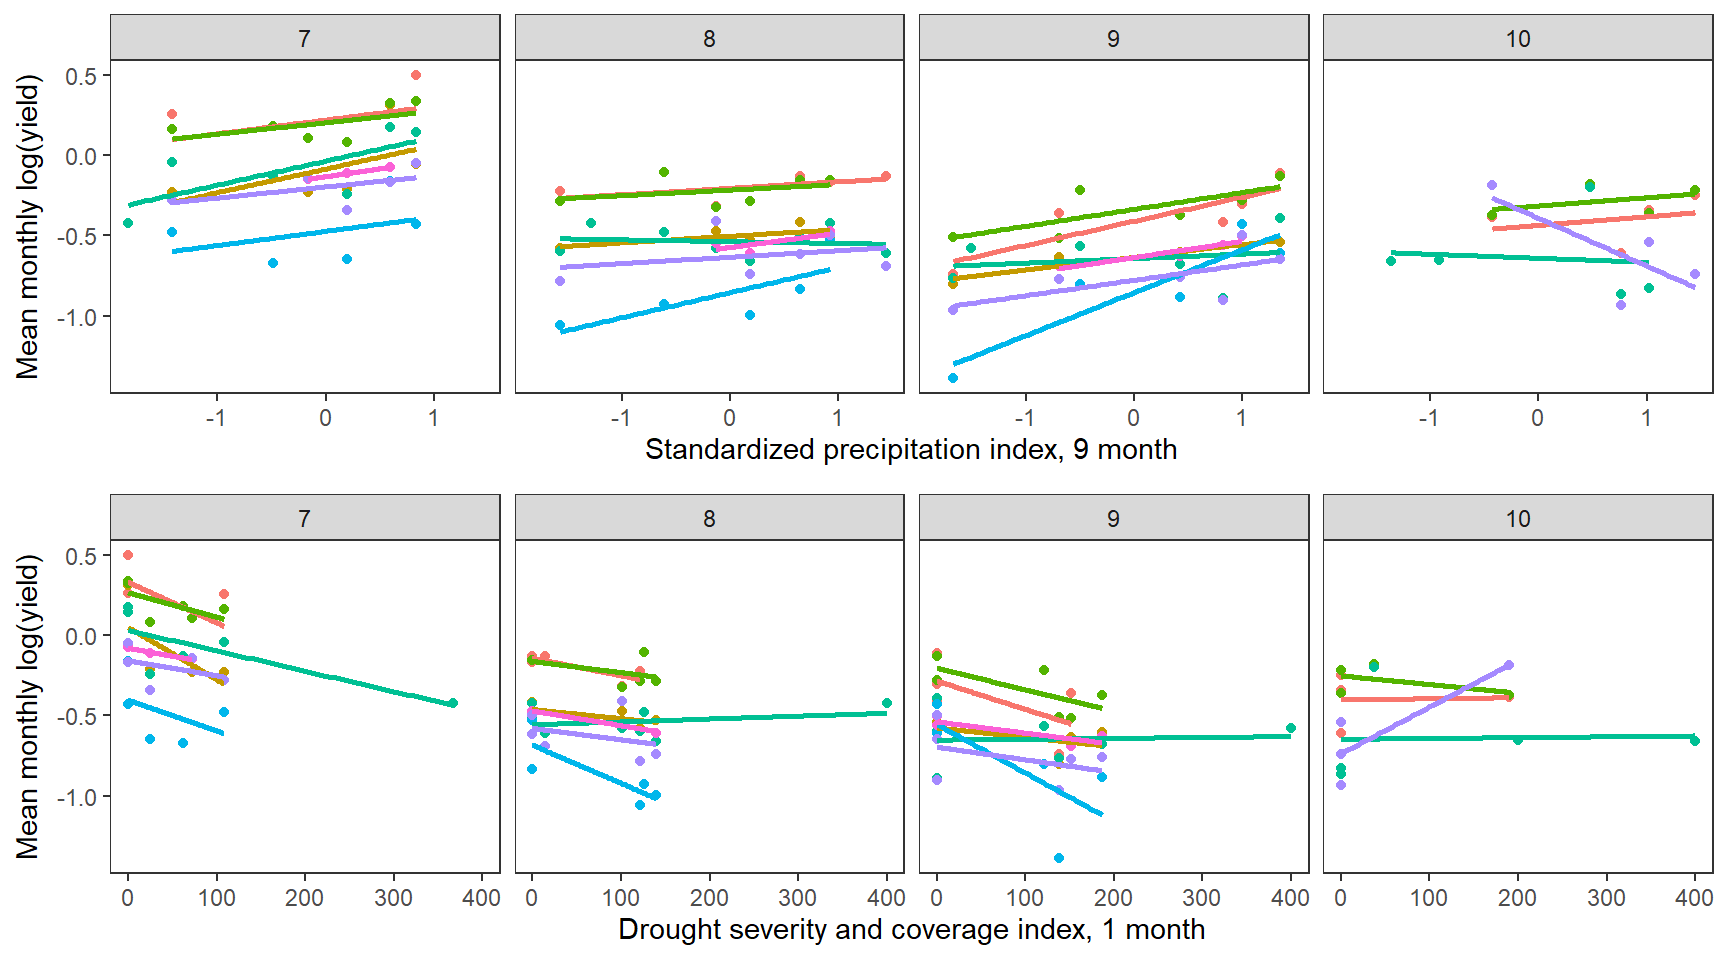 7 8 9 10
Mean monthly log(yield)
0.5
0.0
-0.5
-1.0
-1 0 1 -1 0 1 -1 0 1 -1 0 1
Standardized precipitation index, 9 month
7 8 9 10
Mean monthly log(yield)
0.5
0.0
-0.5
-1.0
0 100 200 300 400 0 100 200 300 400 0 100 200 300 400 0 100 200 300 400
Drought severity and coverage index, 1 month